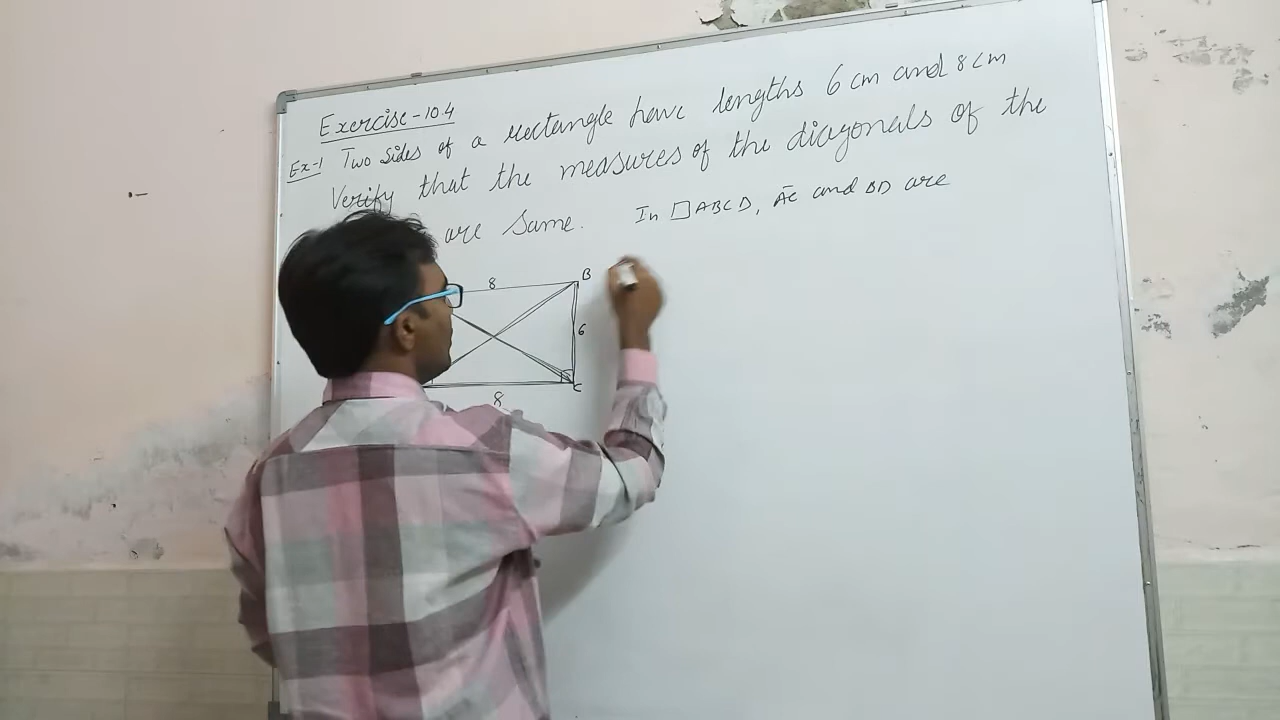 Exercise-10.4
Ex-1 Two sides of a rectangle have lengths 6 cm and 8 cm
Verify that the measures of the diagonals of the
are same.
In □ABCD, AC and BD are
8
B
6
C
8